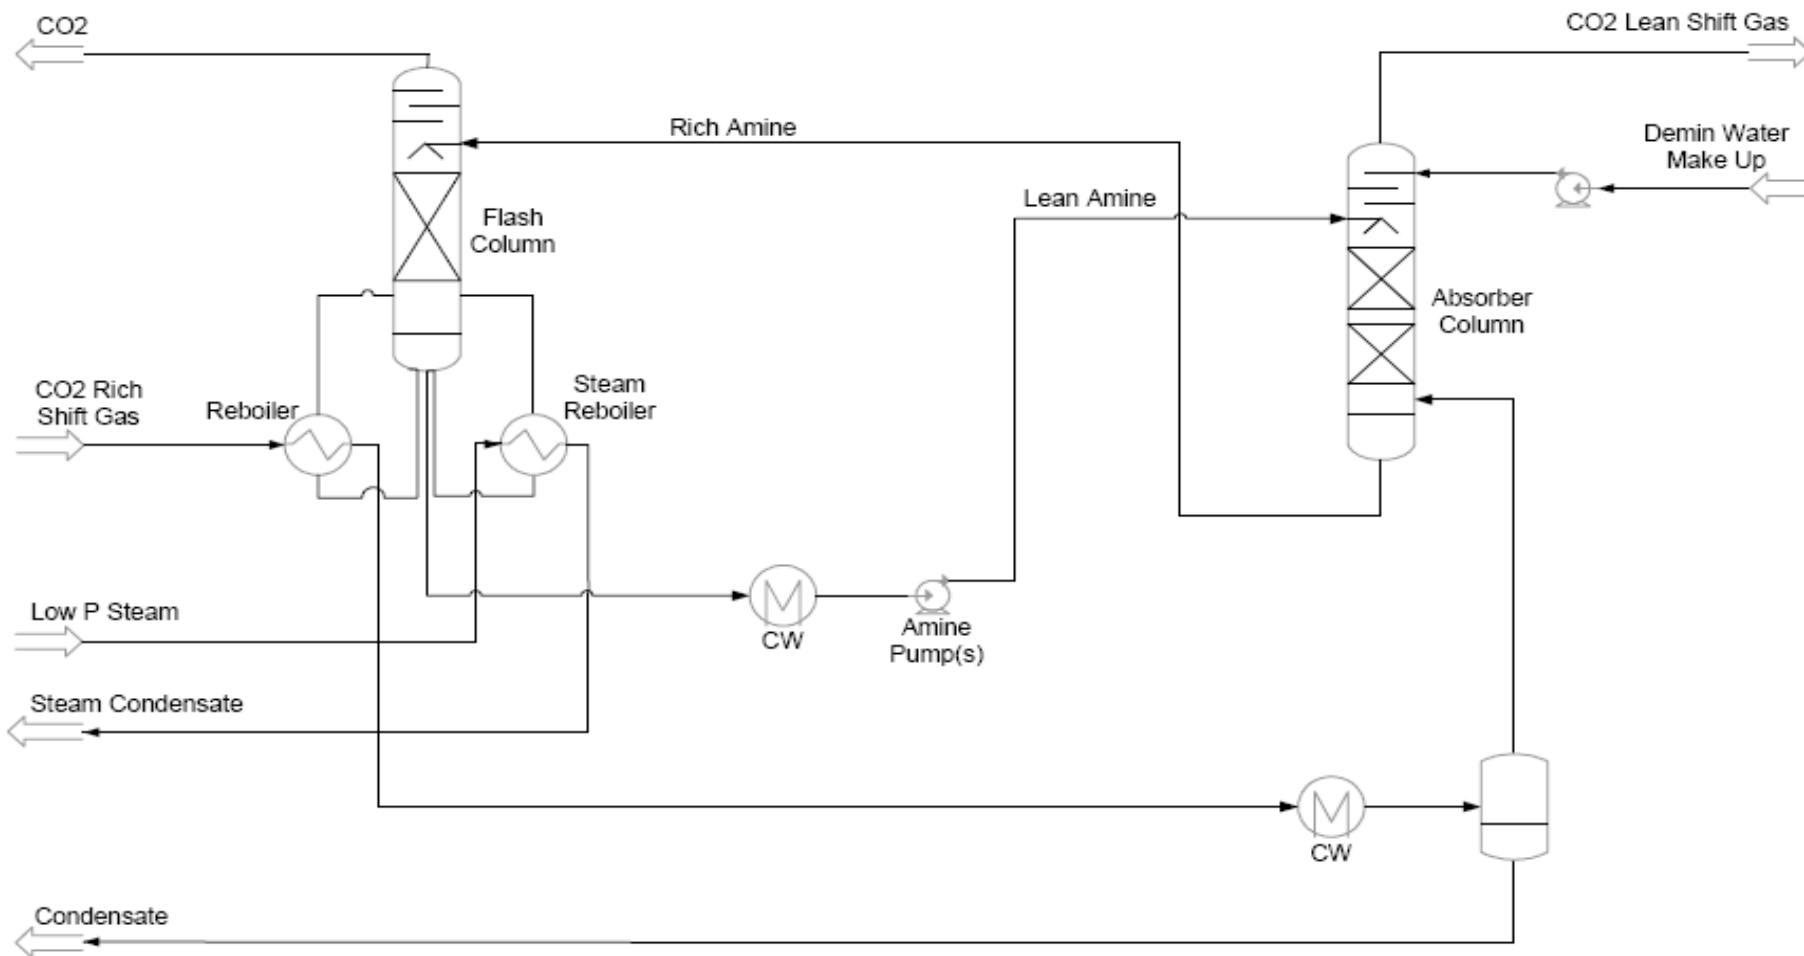 CO2
CO2 Lean Shift Gas
Rich Amine
Demin Water
Make Up
Lean Amine
Flash
Column
Absorber
Column
CO2 Rich
Shift Gas
Reboiler
Steam
Reboiler
Low P Steam
CW
Amine
Pump(s)
Steam Condensate
CW
Condensate